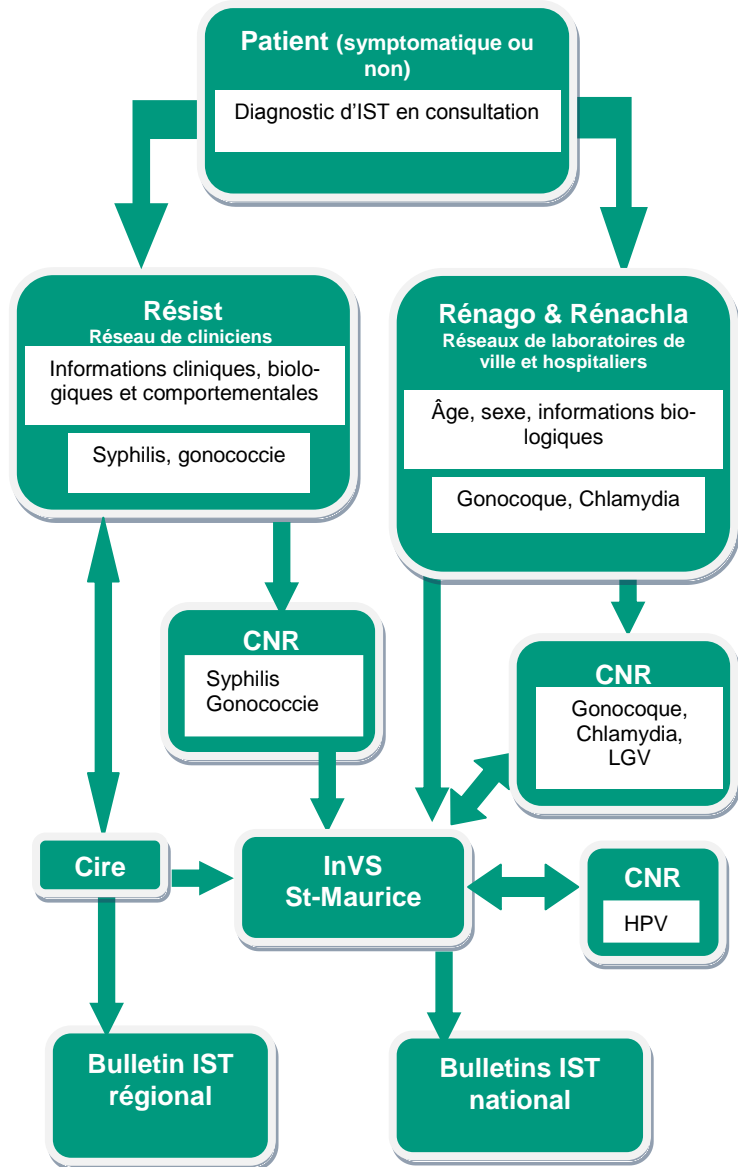 Patient (symptomatique ou
non)
Diagnostic d'IST en consultation
Résist
Réseau de cliniciens
Informations cliniques, biolo-
giques et comportementales
Syphilis, gonococcie
Rénago & Rénachla
Réseaux de laboratoires de
ville et hospitaliers
Âge, sexe, informations bio-
logiques
Gonocoque, Chlamydia
CNR
Syphilis
Gonococcie
CNR
Gonocoque,
Chlamydia,
LGV
Cire
InVS
St-Maurice
CNR
HPV
Bulletin IST
régional
Bulletins IST
national